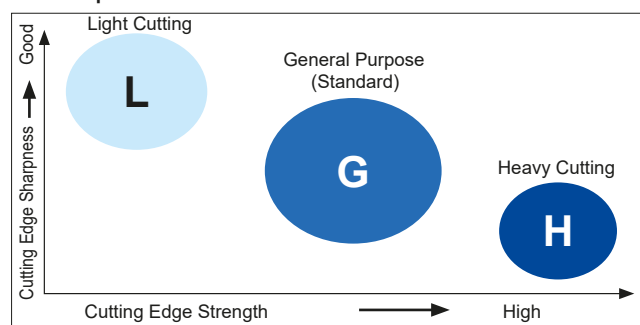 Light Cutting
Good
L
General Purpose
(Standard)
G
Heavy Cutting
H
Cutting Edge Sharpness
Cutting Edge Strength
High